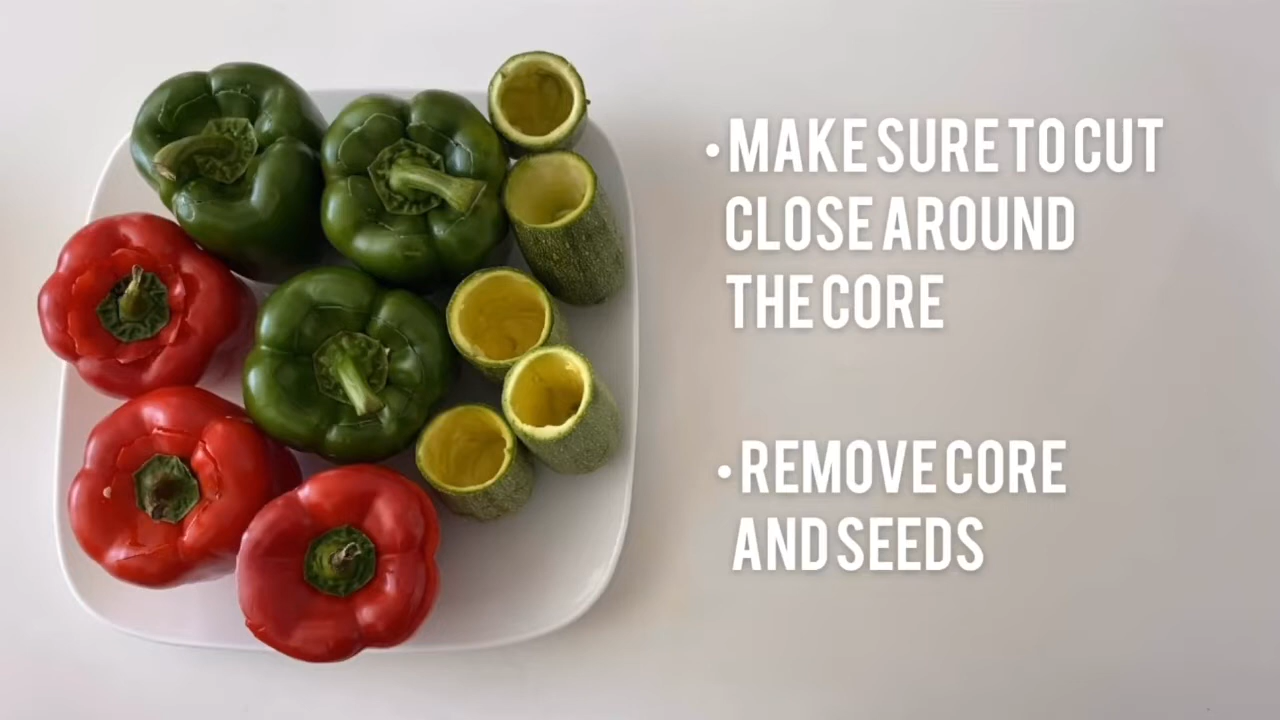 • MAKE SURE TO CUT
CLOSE AROUND
THE CORE
• REMOVE CORE
AND SEEDS